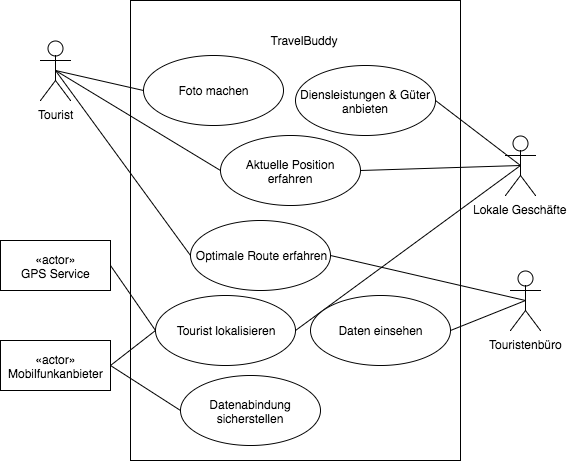 TravelBuddy
Foto machen
Diensleistungen & Güter
anbieten
Tourist
Aktuelle Position
erfahren
Lokale Geschäfte
Optimale Route erfahren
«actor»
GPS Service
Tourist lokalisieren
Daten einsehen
Touristenbüro
«actor»
Mobilfunkanbieter
Datenabindung
sicherstellen